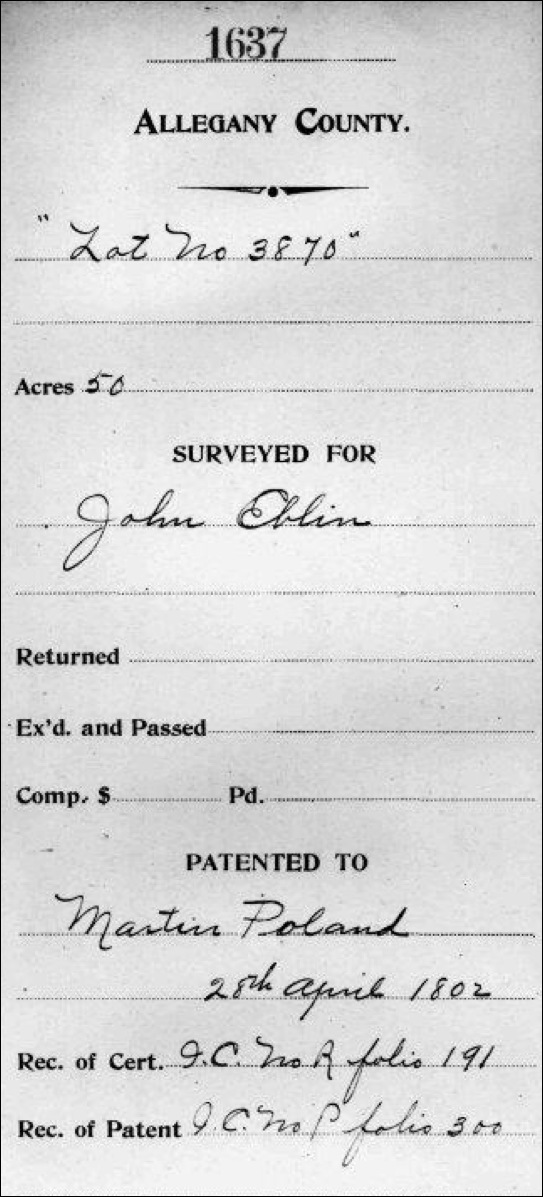 1637
ALLEGANY COUNTY.
"Lot No 3870"
Acres 50
SURVEYED FOR
John Eblin
Returned
Ex'd. and Passed
Comp. $ Pd.
PATENTED TO
Martin Poland
28th April 1802
Rec. of Cert. I.C. No R folio 191
Rec. of Patent I.C. No P folio 300